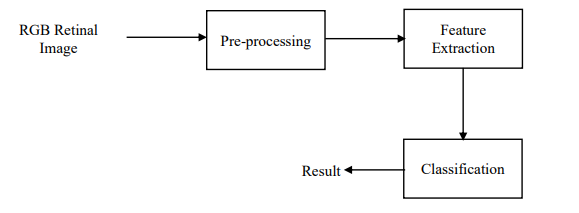 RGB Retinal
Image
Pre-processing
Feature
Extraction
Classification
Result